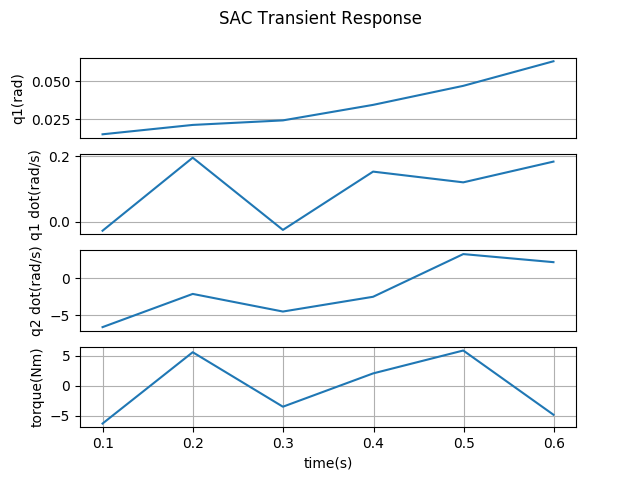 SAC Transient Response
q1(rad)
0.050
0.025
q1 dot(rad/s)
0.2
0.0
q2 dot(rad/s)
0
−5
torque(Nm)
5
0
−5
0.1 0.2 0.3 0.4 0.5 0.6
time(s)